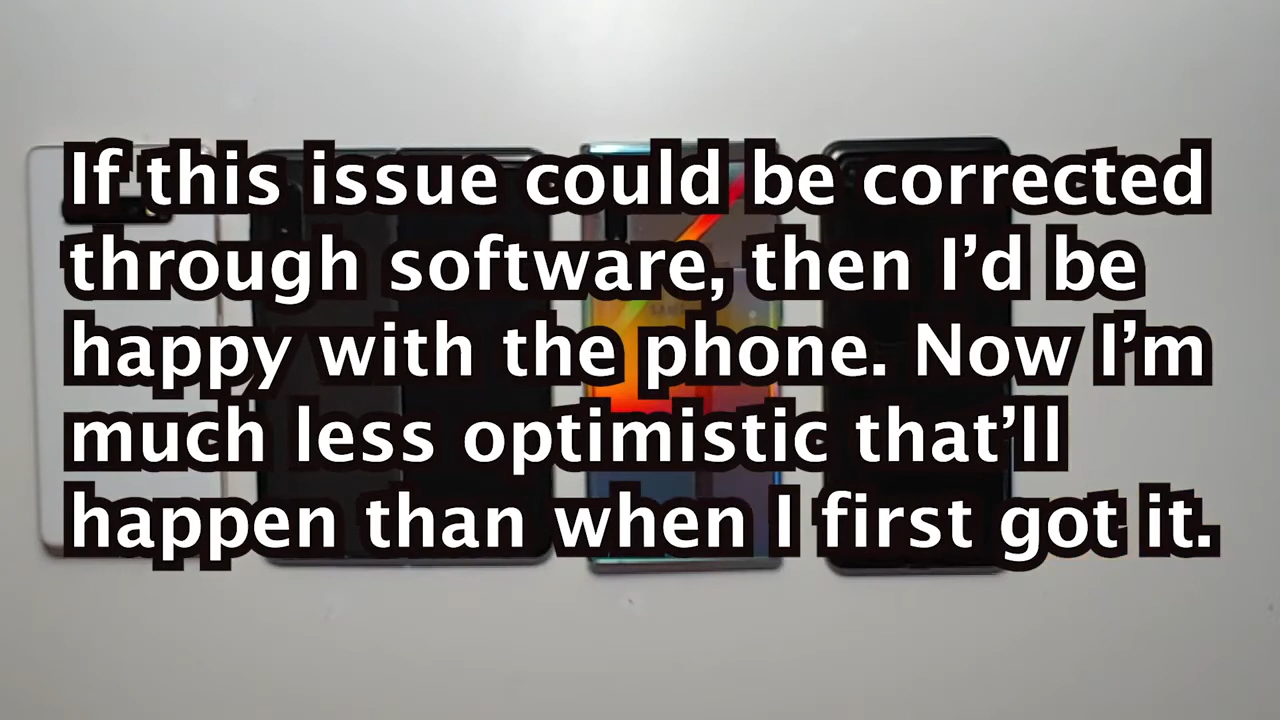 If this issue could be corrected
through software, then I’d be
happy with the phone. Now I’m
much less optimistic that’ll
happen than when I first got it.